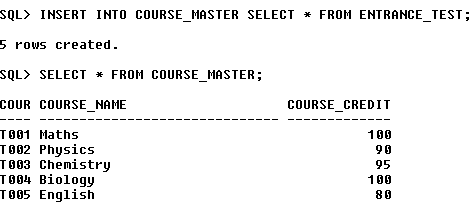 SQL> INSERT INTO COURSE_MASTER SELECT * FROM ENTRANCE_TEST;
5 rows created.
SQL> SELECT * FROM COURSE_MASTER;
COUR COURSE_NAME                    COURSE_CREDIT
---- ------------------------------ -------------
T001 Maths                                    100
T002 Physics                                   90
T003 Chemistry                                 95
T004 Biology                                  100
T005 English                                   80